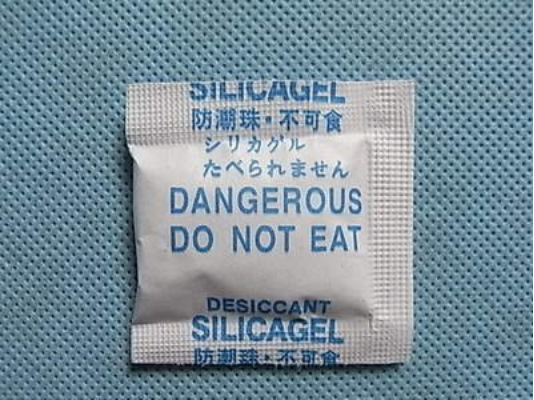 SILICAGEL
防潮珠・不可食
シリカゲル
たべられません
DANGEROUS
DO NOT EAT
DESICCANT
SILICAGEL
防潮珠・不可食